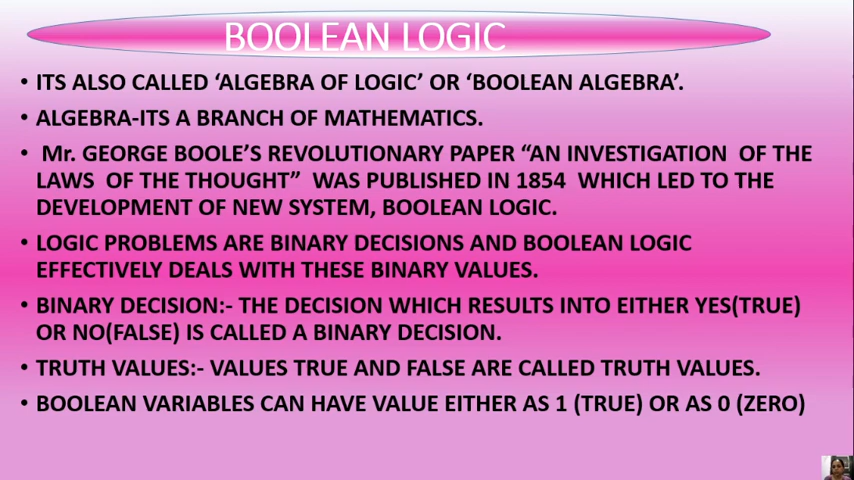 BOOLEAN LOGIC
• ITS ALSO CALLED ‘ALGEBRA OF LOGIC’ OR ‘BOOLEAN ALGEBRA’.
• ALGEBRA-ITS A BRANCH OF MATHEMATICS.
• Mr. GEORGE BOOLE’S REVOLUTIONARY PAPER “AN INVESTIGATION OF THE
LAWS OF THE THOUGHT” WAS PUBLISHED IN 1854 WHICH LED TO THE
DEVELOPMENT OF NEW SYSTEM, BOOLEAN LOGIC.
• LOGIC PROBLEMS ARE BINARY DECISIONS AND BOOLEAN LOGIC
EFFECTIVELY DEALS WITH THESE BINARY VALUES.
• BINARY DECISION:- THE DECISION WHICH RESULTS INTO EITHER YES(TRUE)
OR NO(FALSE) IS CALLED A BINARY DECISION.
• TRUTH VALUES:- VALUES TRUE AND FALSE ARE CALLED TRUTH VALUES.
• BOOLEAN VARIABLES CAN HAVE VALUE EITHER AS 1 (TRUE) OR AS 0 (ZERO)